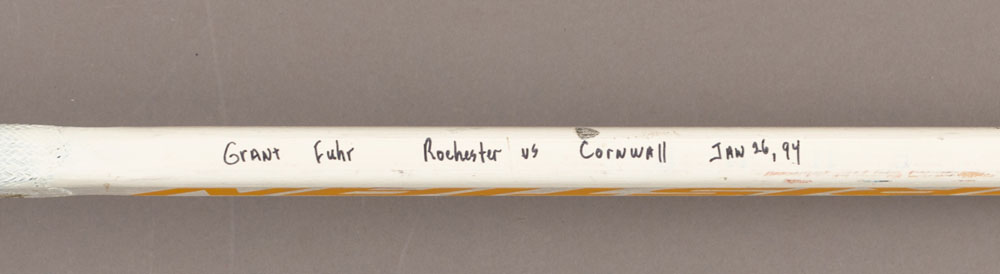 Grant Fuhr Rochester vs Cornwall Jan 26, 94